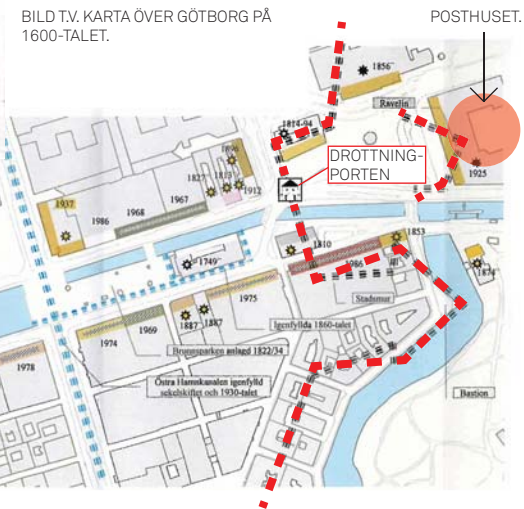 BILD T.V. KARTA ÖVER GÖTBORG PÅ
1600-TALET.
POSTHUSET.
1856
Ravelin
1814-94
DROTTNING-
PORTEN
1925
1896
1827
1813
1912
1967
1968
1986
1937
1749
1810
1853
1986
1874
Stadsmur
1975
1887
1887
Igenfyllda 1860-talet
1969
1974
Brunnsparken anlagd 1822/34
Östra Hamnkanalen igenfylld
sekelskiftet och 1930-talet
1978
Bastion